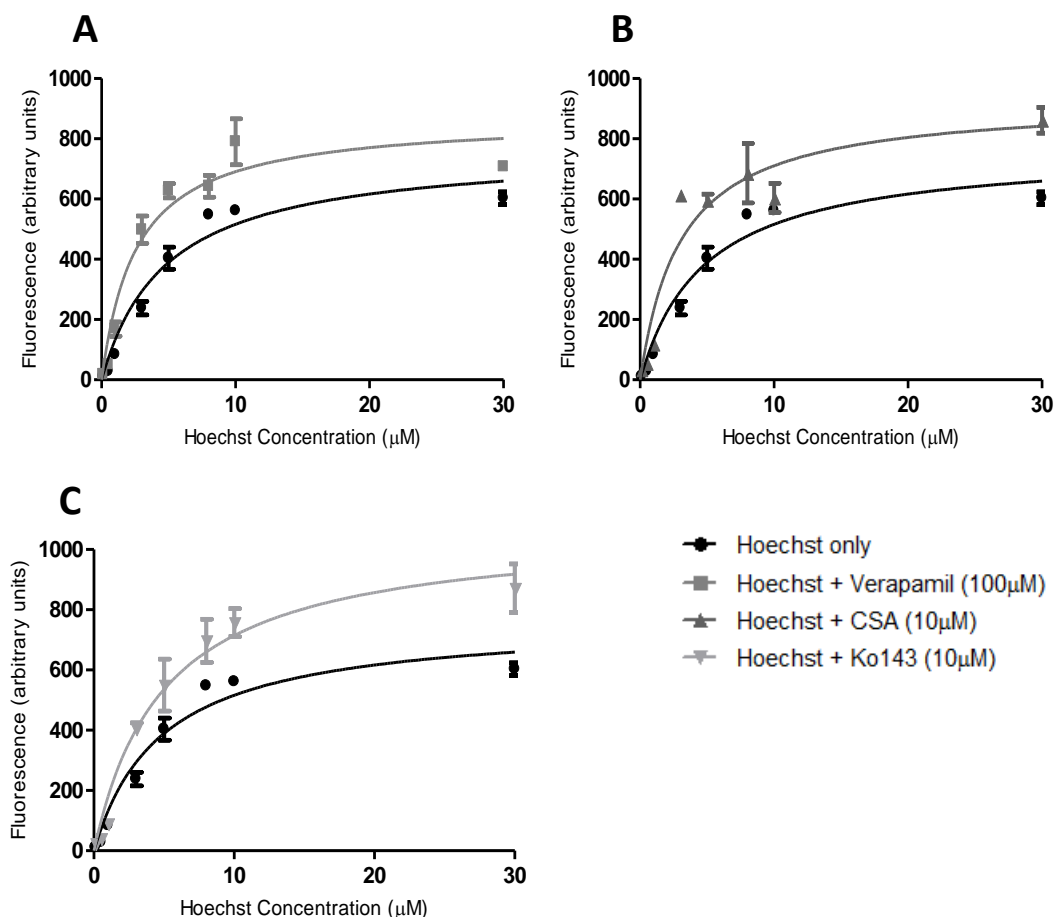 A
Fluorescence (arbitrary units)
1000
800
600
400
200
0
0
10
20
30
Hoechst Concentration (μM)
B
Fluorescence (arbitrary units)
1000
800
600
400
200
0
0
10
20
30
Hoechst Concentration (μM)
C
Fluorescence (arbitrary units)
1000
800
600
400
200
0
0
10
20
30
Hoechst Concentration (μM)
Hoechst only
Hoechst + Verapamil (100μM)
Hoechst + CSA (10μM)
Hoechst + Ko143 (10μM)